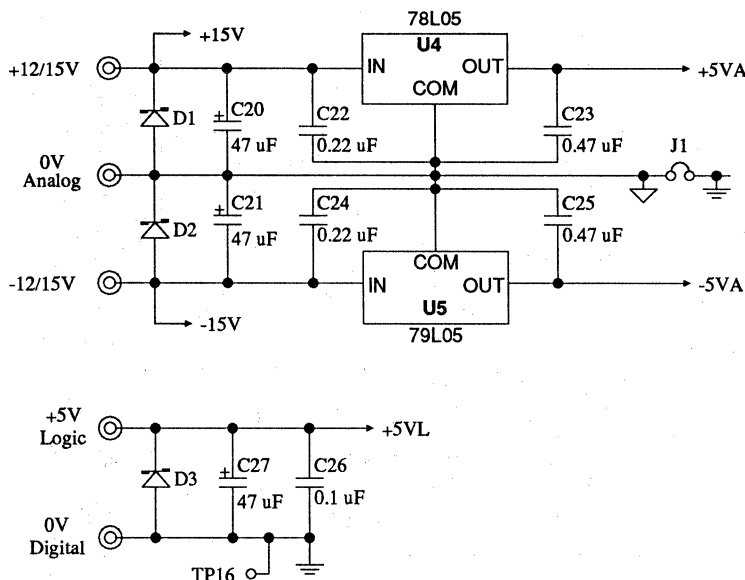 78L05
+15V
U4
+12/15V
IN
OUT
+5VA
COM
D1
+
C20
47 uF
C22
0.22 uF
C23
0.47 uF
J1
0V
Analog
D2
+
C21
47 uF
C24
0.22 uF
C25
0.47 uF
COM
-12/15V
IN
OUT
-5VA
U5
-15V
79L05
+5V
Logic
+5VL
D3
+
C27
47 uF
C26
0.1 uF
0V
Digital
TP16